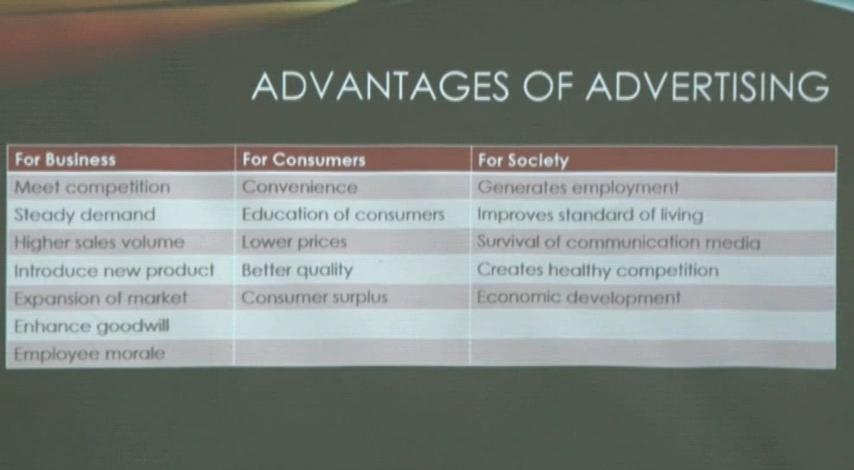 ADVANTAGES OF ADVERTISING
For Business For Consumers For Society
Meet competition Convenience Generates employment
Steady demand Education of consumers Improves standard of living
Higher sales volume Lower prices Survival of communication media
Introduce new product Better quality Creates healthy competition
Expansion of market Consumer surplus Economic development
Enhance goodwill
Employee morale